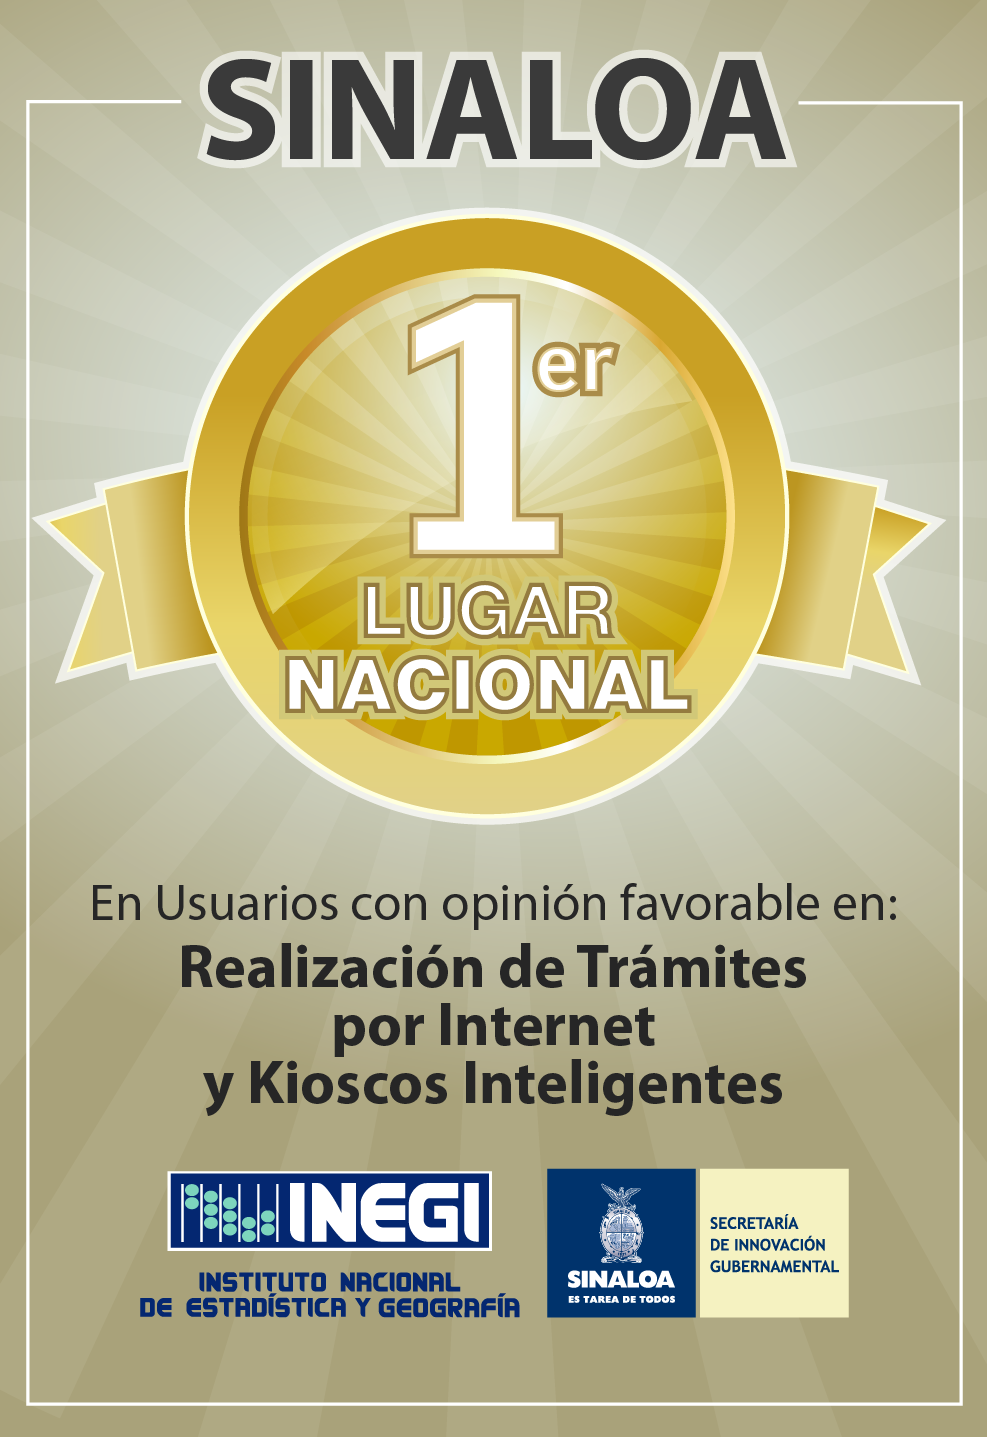 SINALOA
1er
LUGAR
NACIONAL
En Usuarios con opinión favorable en:
Realización de Trámites
por Internet
y Kioscos Inteligentes
INEGI
INSTITUTO NACIONAL
DE ESTADÍSTICA Y GEOGRAFÍA
SINALOA
ES TAREA DE TODOS
SECRETARÍA
DE INNOVACIÓN
GUBERNAMENTAL